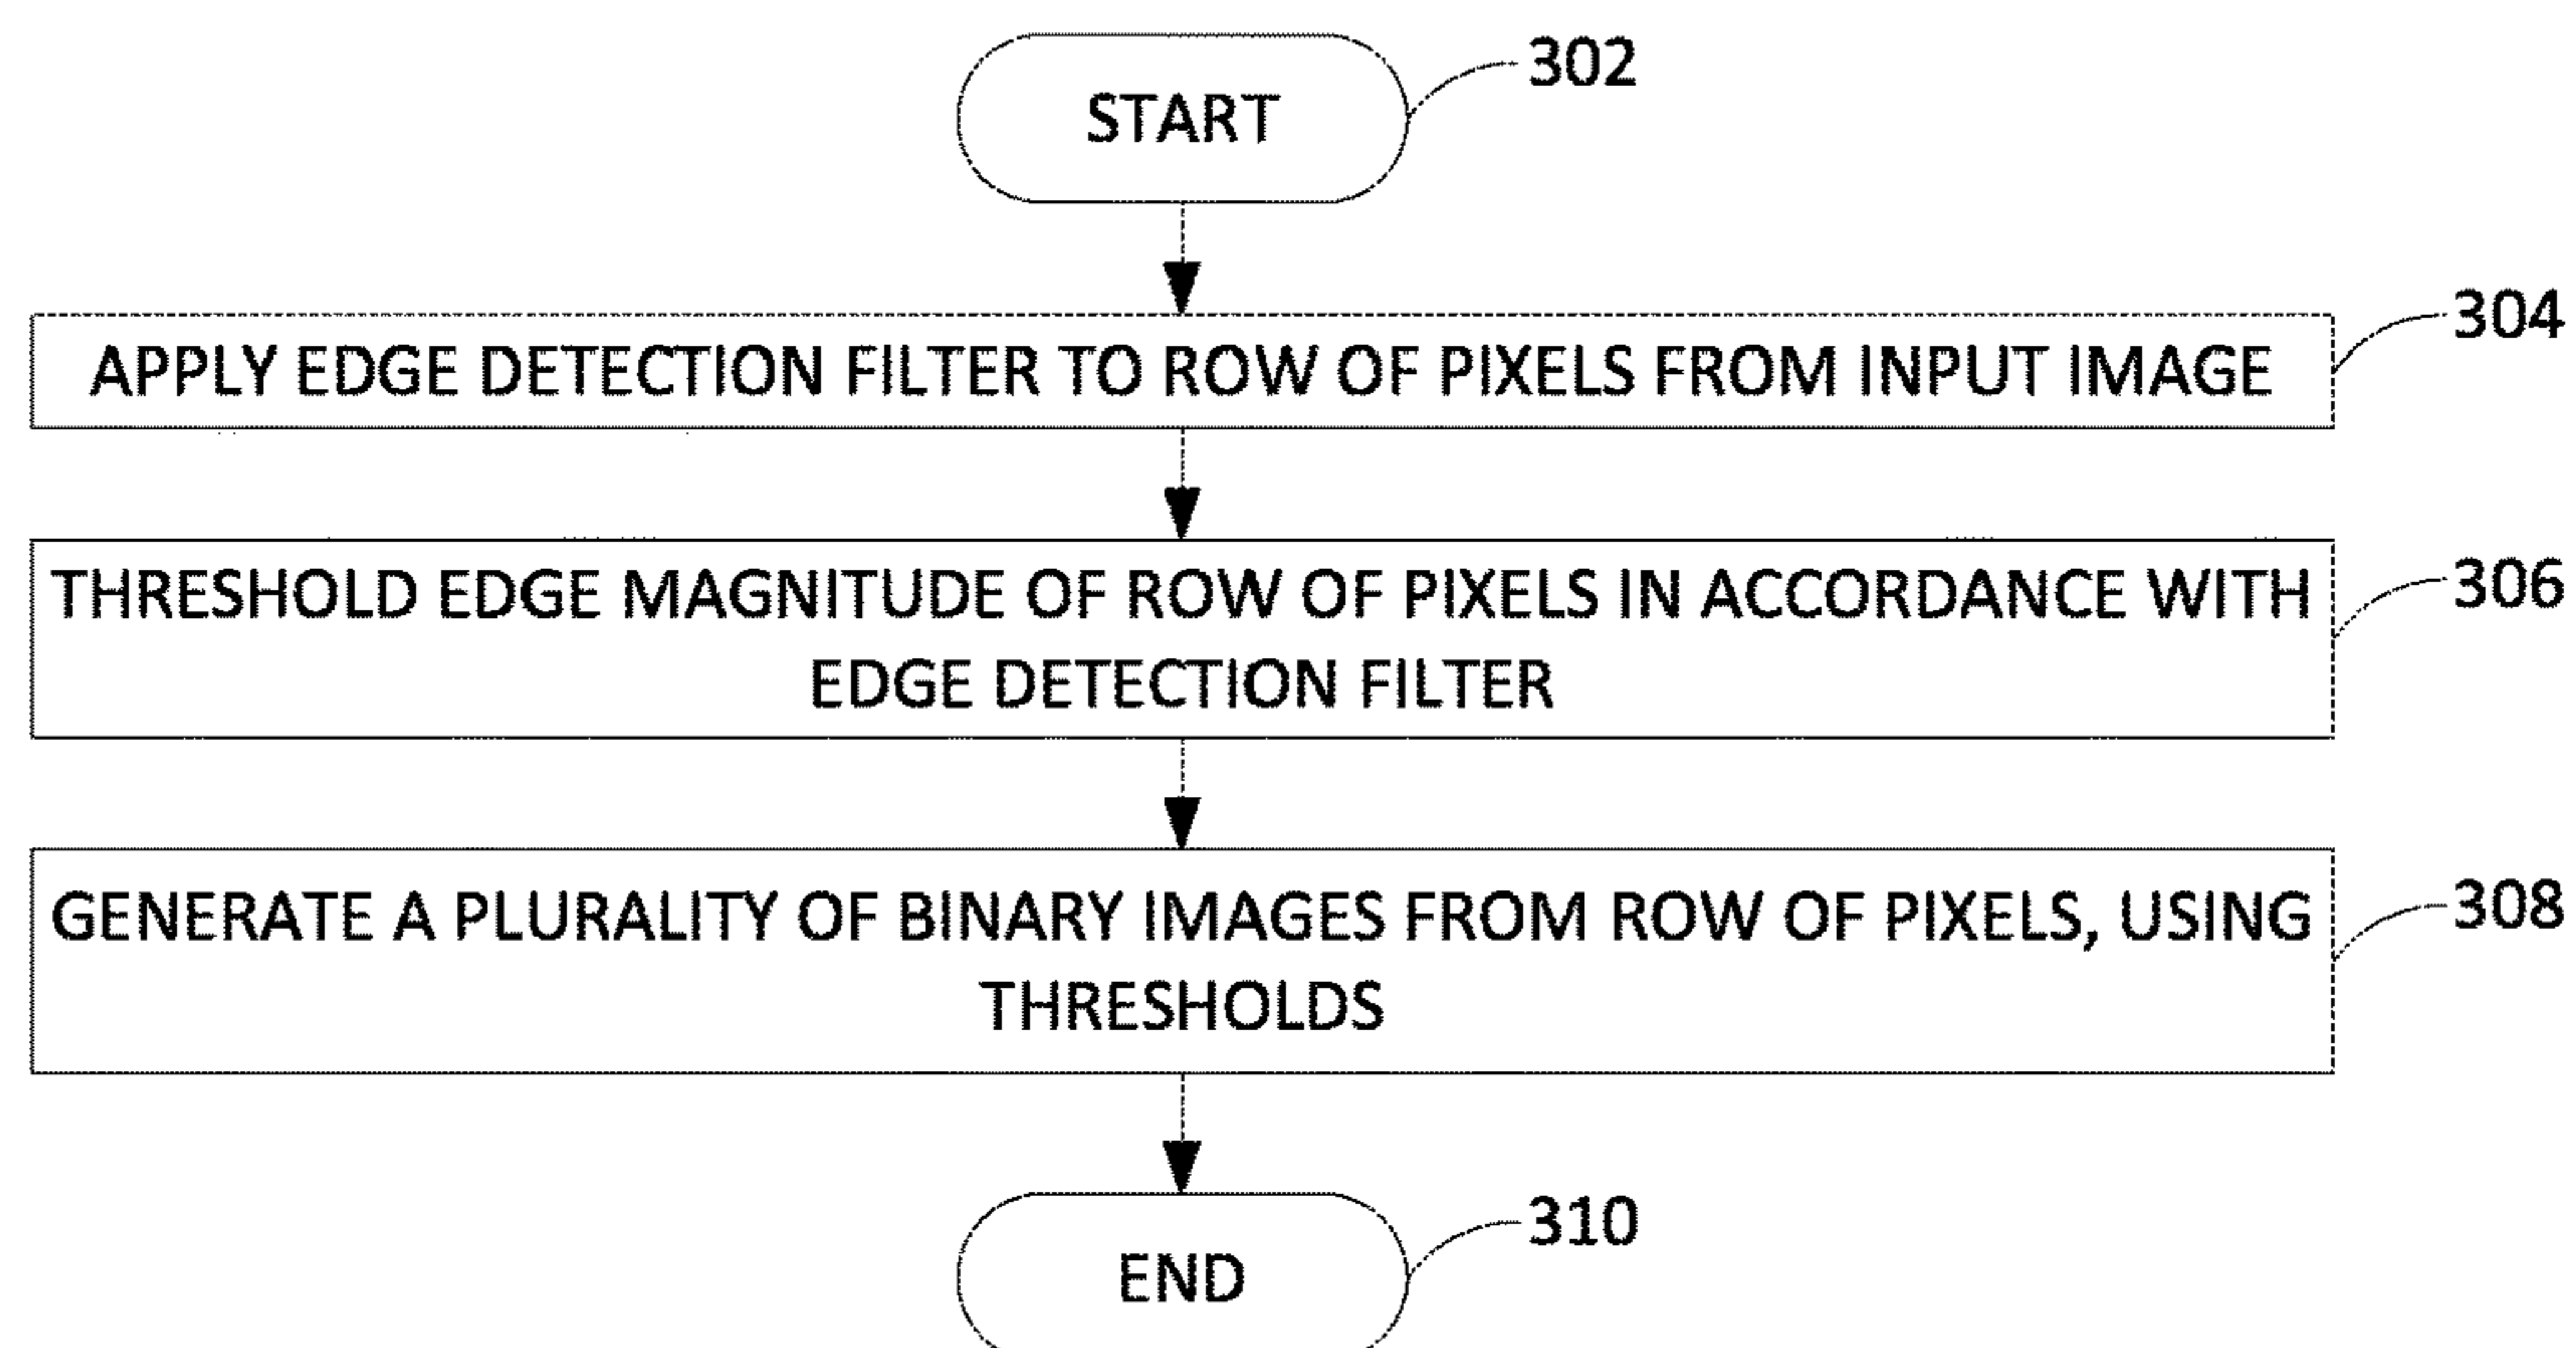 START
302
APPLY EDGE DETECTION FILTER TO ROW OF PIXELS FROM INPUT IMAGE
304
THRESHOLD EDGE MAGNITUDE OF ROW OF PIXELS IN ACCORDANCE WITH
EDGE DETECTION FILTER
306
GENERATE A PLURALITY OF BINARY IMAGES FROM ROW OF PIXELS, USING
THRESHOLDS
308
END
310